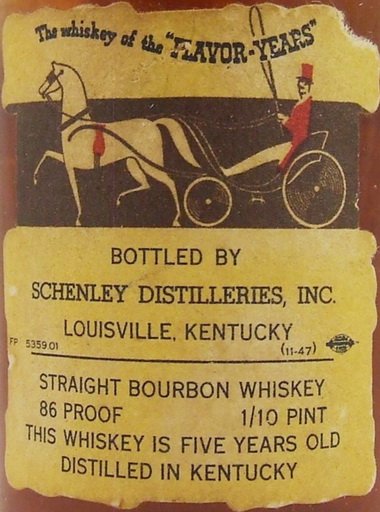 The whiskey of the "FLAVOR-YEARS"
BOTTLED BY
SCHENLEY DISTILLERIES, INC.
LOUISVILLE, KENTUCKY
FP 5359.01 (11-47)
STRAIGHT BOURBON WHISKEY
86 PROOF 1/10 PINT
THIS WHISKEY IS FIVE YEARS OLD
DISTILLED IN KENTUCKY